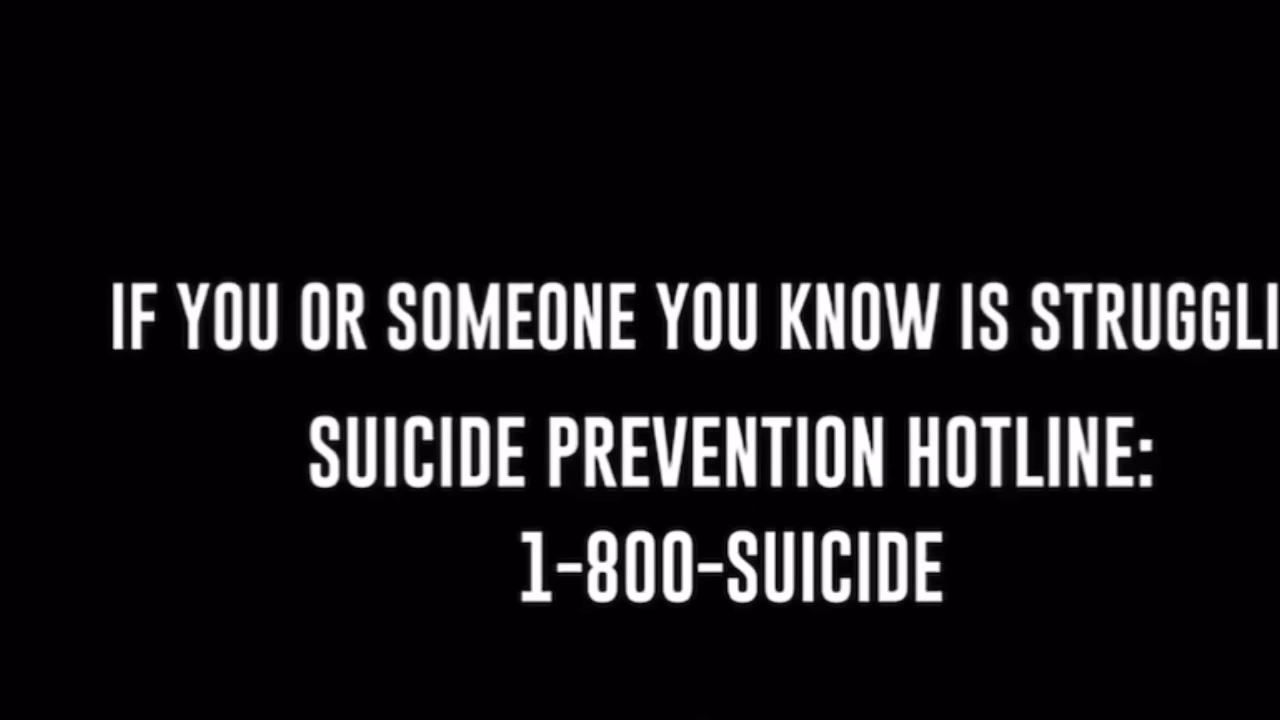 IF YOU OR SOMEONE YOU KNOW IS STRUGGLI
SUICIDE PREVENTION HOTLINE:
1-800-SUICIDE